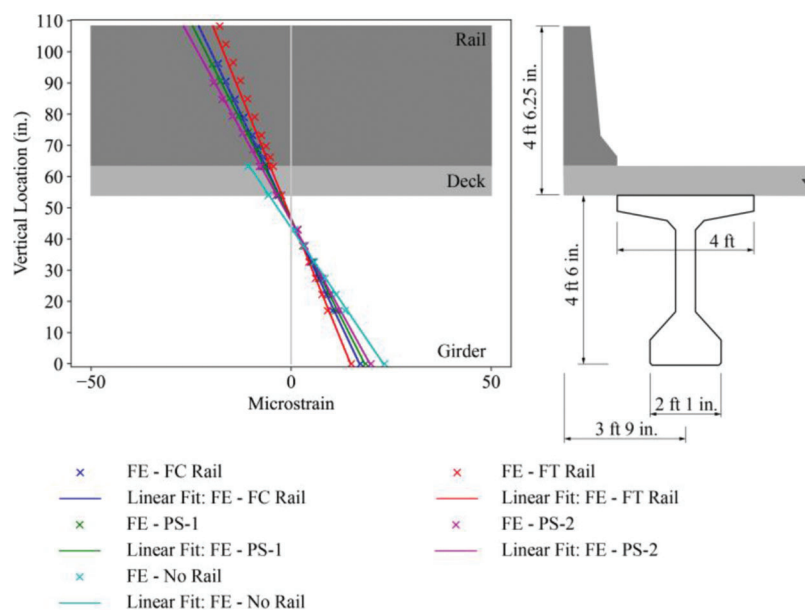 110
100
90
80
70
60
50
40
30
20
10
0
Vertical Location (in.)
Rail
Deck
Girder
−50 0 50
Microstrain
4 ft 6.25 in.
4 ft 6 in.
4 ft
2 ft 1 in.
3 ft 9 in.
FE - FC Rail
Linear Fit: FE - FC Rail
FE - PS-1
Linear Fit: FE - PS-1
FE - No Rail
Linear Fit: FE - No Rail
FE - FT Rail
Linear Fit: FE - FT Rail
FE - PS-2
Linear Fit: FE - PS-2